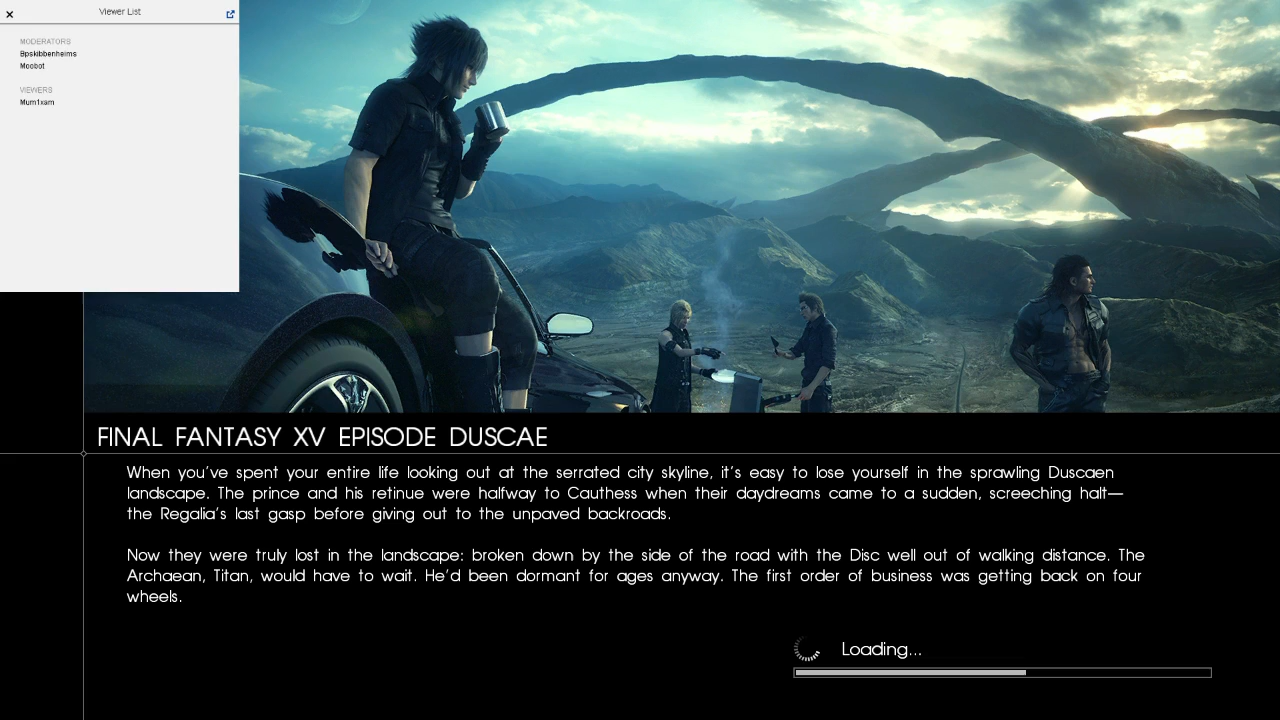 Viewer List
MODERATORS
Bpskibbenheims
Moobot
VIEWERS
Mum1xam
FINAL FANTASY XV EPISODE DUSCAE
When you've spent your entire life looking out at the serrated city skyline, it's easy to lose yourself in the sprawling Duscaen
landscape. The prince and his retinue were halfway to Cauthess when their daydreams came to a sudden, screeching halt—
the Regalia's last gasp before giving out to the unpaved backroads.
Now they were truly lost in the landscape: broken down by the side of the road with the Disc well out of walking distance. The
Archaean, Titan, would have to wait. He'd been dormant for ages anyway. The first order of business was getting back on four
wheels.
Loading...